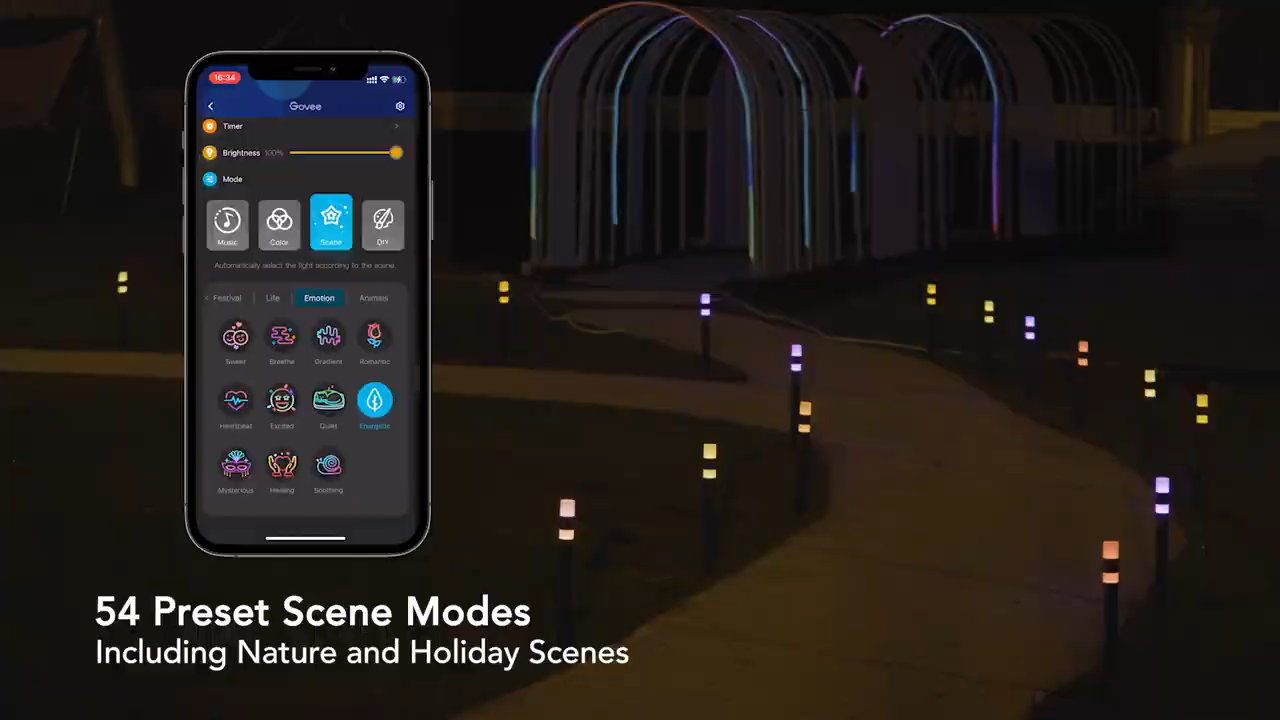 16:34
Govee
Timer
Brightness 100%
Mode
Music Color Scene DIY
Automatically select the light according to the scene
Festival Life Emotion Animals
Sweet Breathe Gradient Romantic
Heartbeat Excited Quiet Energetic
Mysterious Healing Soothing
54 Preset Scene Modes
Including Nature and Holiday Scenes